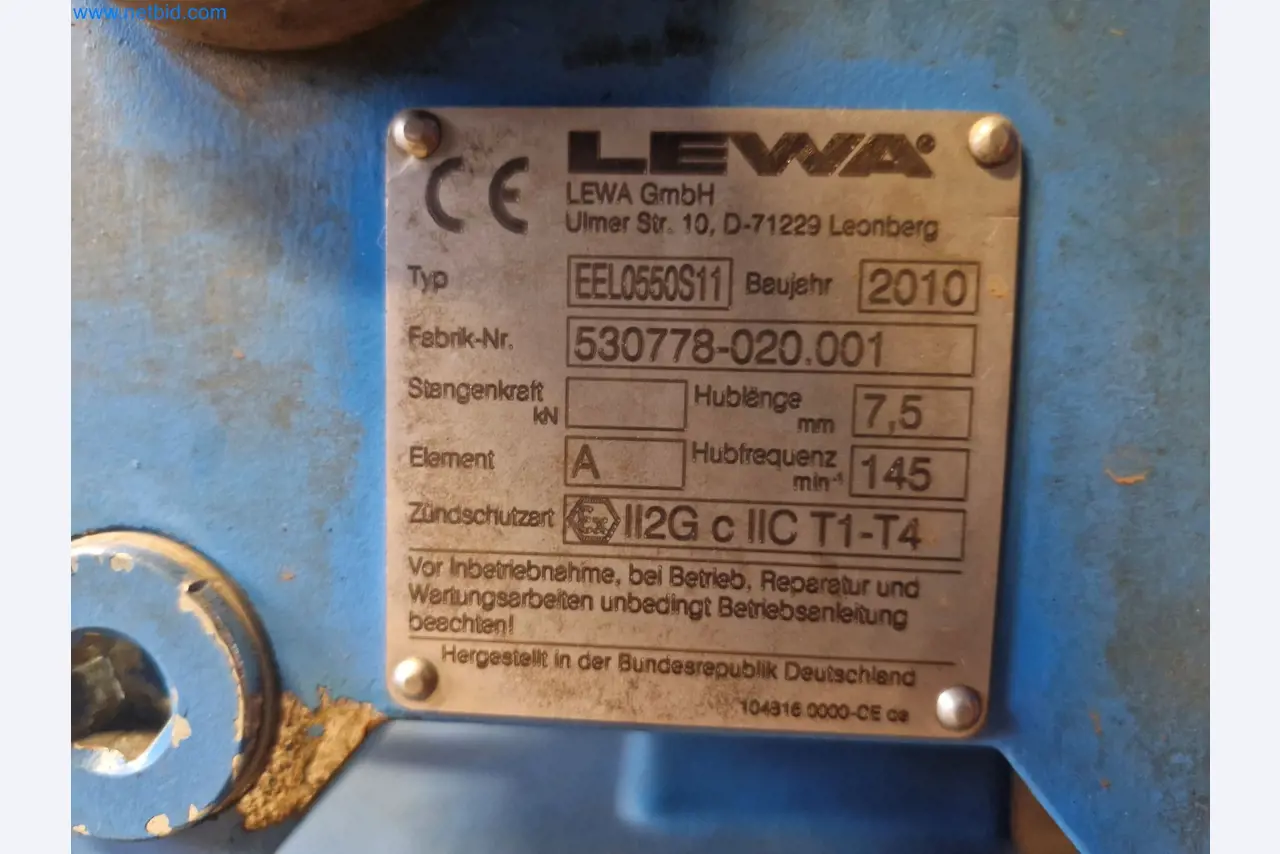 www.netbid.com
LEWA®
CE
LEWA GmbH
Ulmer Str. 10, D-71229 Leonberg
Typ EEL0550S11 Baujahr 2010
Fabrik-Nr. 530778-020.001
Stangenkraft kN Hublänge mm 7,5
Element A Hubfrequenz min⁻¹ 145
Zündschutzart Ex II2G c IIC T1-T4
Vor Inbetriebnahme, bei Betrieb, Reparatur und
Wartungsarbeiten unbedingt Betriebsanleitung
beachten!
Hergestellt in der Bundesrepublik Deutschland
104816 0000-CE de